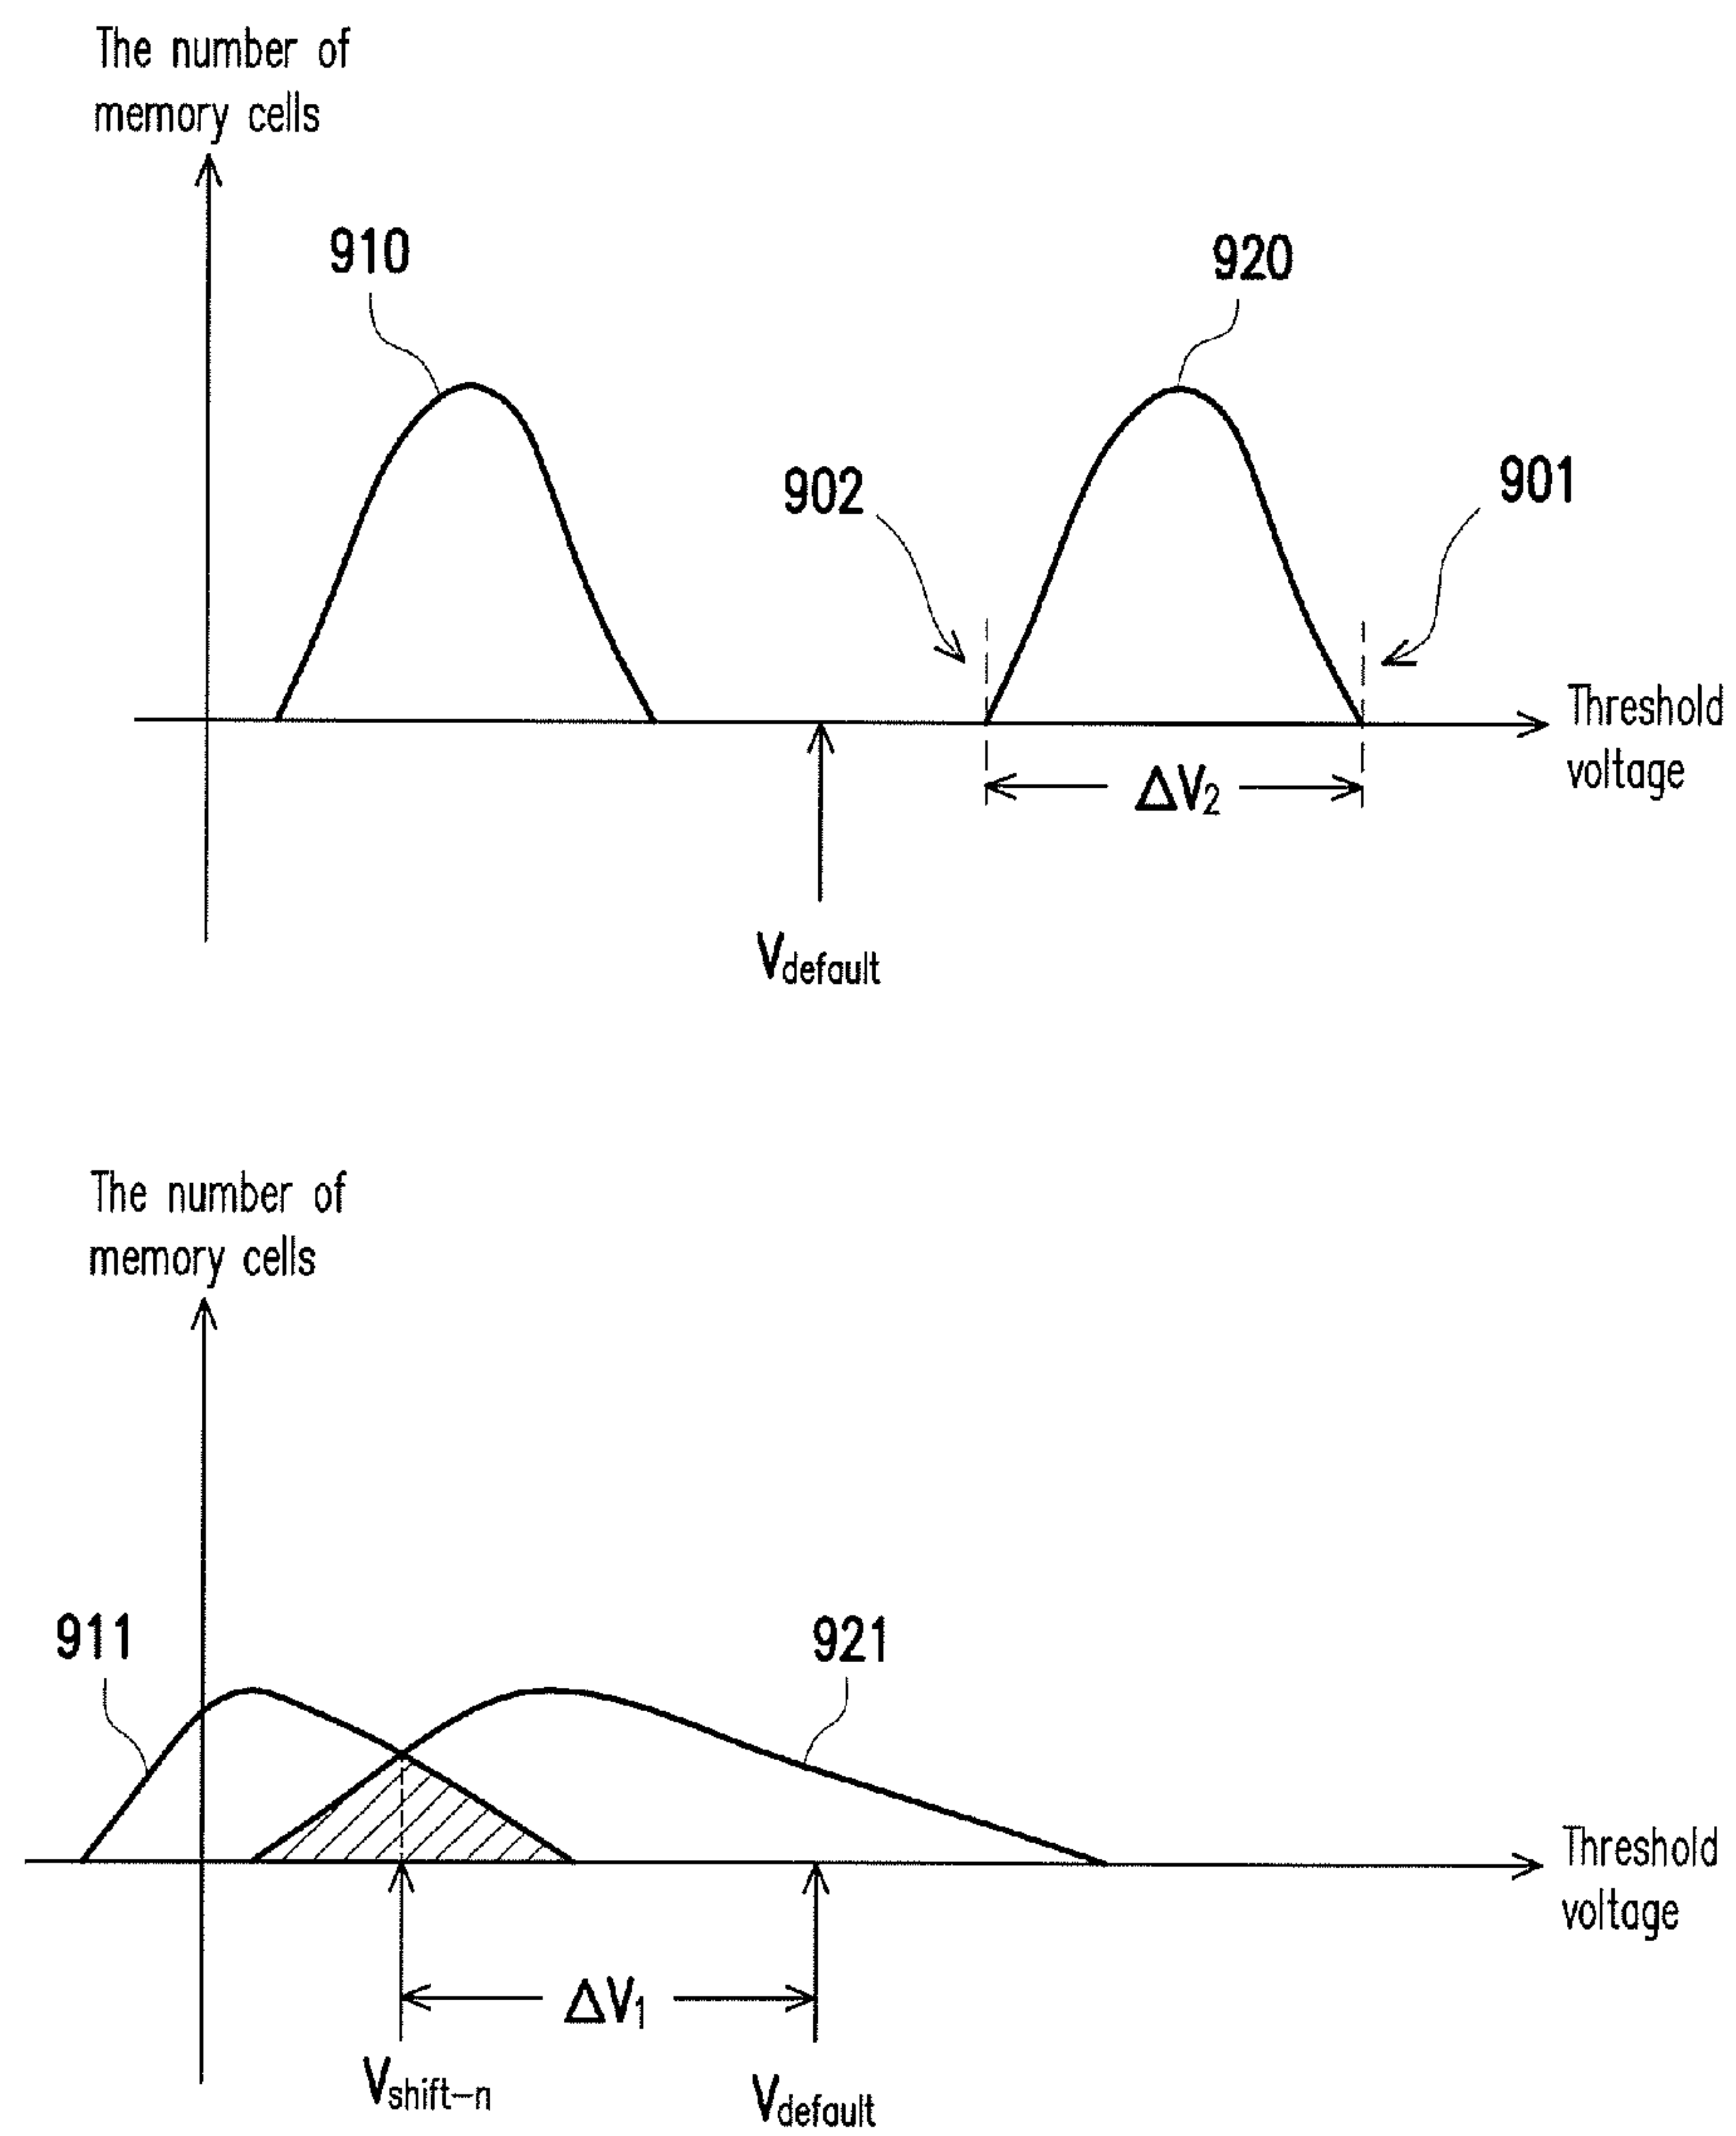 The number of
memory cells
910
920
902
901
Threshold
voltage
ΔV2
Vdefault
The number of
memory cells
911
921
Threshold
voltage
ΔV1
Vshift-n
Vdefault